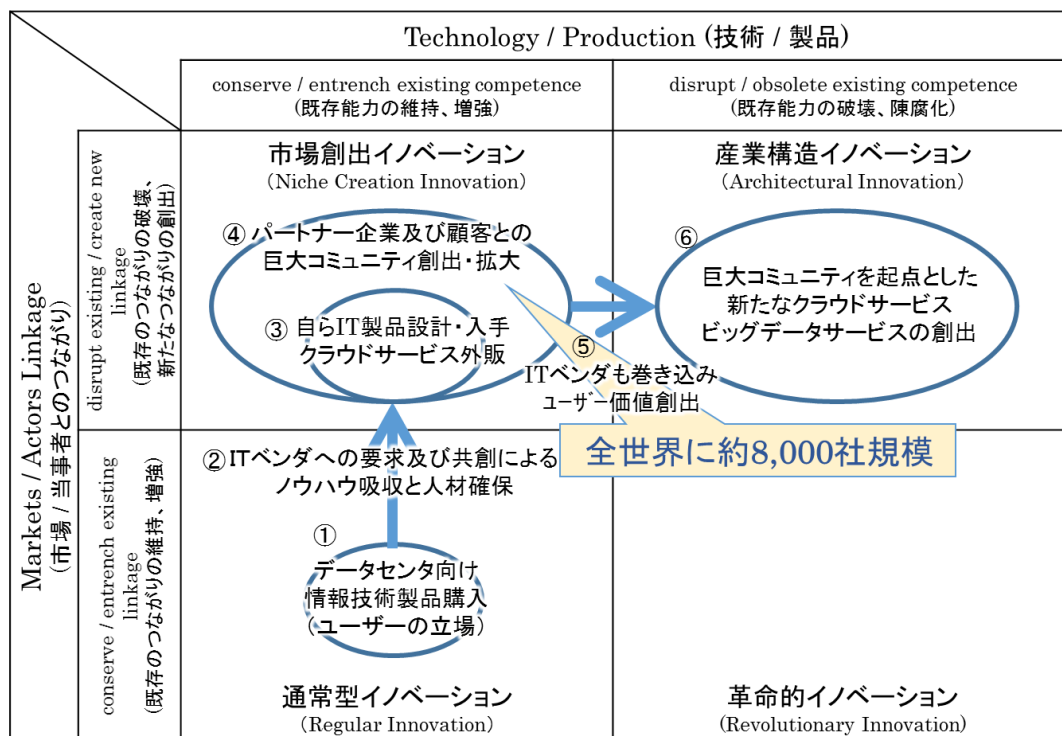 Technology / Production (技術 / 製品)
conserve / entrench existing competence
(既存能力の維持、増強)
disrupt / obsolete existing competence
(既存能力の破壊、陳腐化)
Markets / Actors Linkage
(市場 / 当事者とのつながり)
disrupt existing / create new
linkage
(既存のつながりの破壊、
新たなつながりの創出)
市場創出イノベーション
(Niche Creation Innovation)
④ パートナー企業及び顧客との
巨大コミュニティ創出・拡大
③ 自らIT製品設計・入手
クラウドサービス外販
産業構造イノベーション
(Architectural Innovation)
⑥
巨大コミュニティを起点とした
新たなクラウドサービス
ビッグデータサービスの創出
⑤
ITベンダも巻き込み
ユーザー価値創出
全世界に約8,000社規模
conserve / entrench existing
linkage
(既存のつながりの維持、増強)
② ITベンダへの要求及び共創による
ノウハウ吸収と人材確保
①
データセンタ向け
情報技術製品購入
(ユーザーの立場)
通常型イノベーション
(Regular Innovation)
革命的イノベーション
(Revolutionary Innovation)